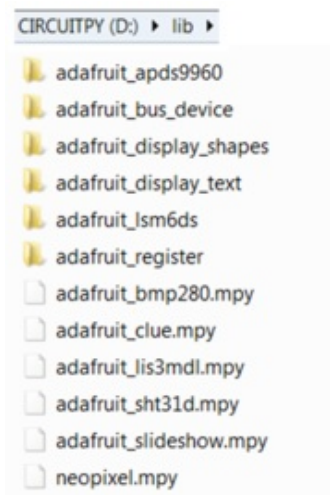 CIRCUITPY (D:) ▸ lib ▸
adafruit_apds9960
adafruit_bus_device
adafruit_display_shapes
adafruit_display_text
adafruit_lsm6ds
adafruit_register
adafruit_bmp280.mpy
adafruit_clue.mpy
adafruit_lis3mdl.mpy
adafruit_sht31d.mpy
adafruit_slideshow.mpy
neopixel.mpy